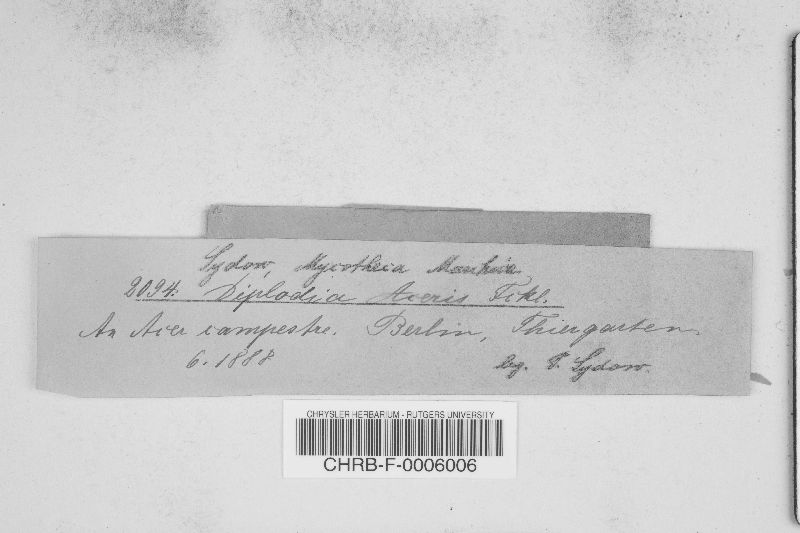 Sydow, Mycotheca Marchica
2094. Diplodia Aceris Fckl.
An Acer campestre. Berlin, Thiergarten.
6. 1888 leg. P. Sydow.
CHRYSLER HERBARIUM - RUTGERS UNIVERSITY
CHRB-F-0006006